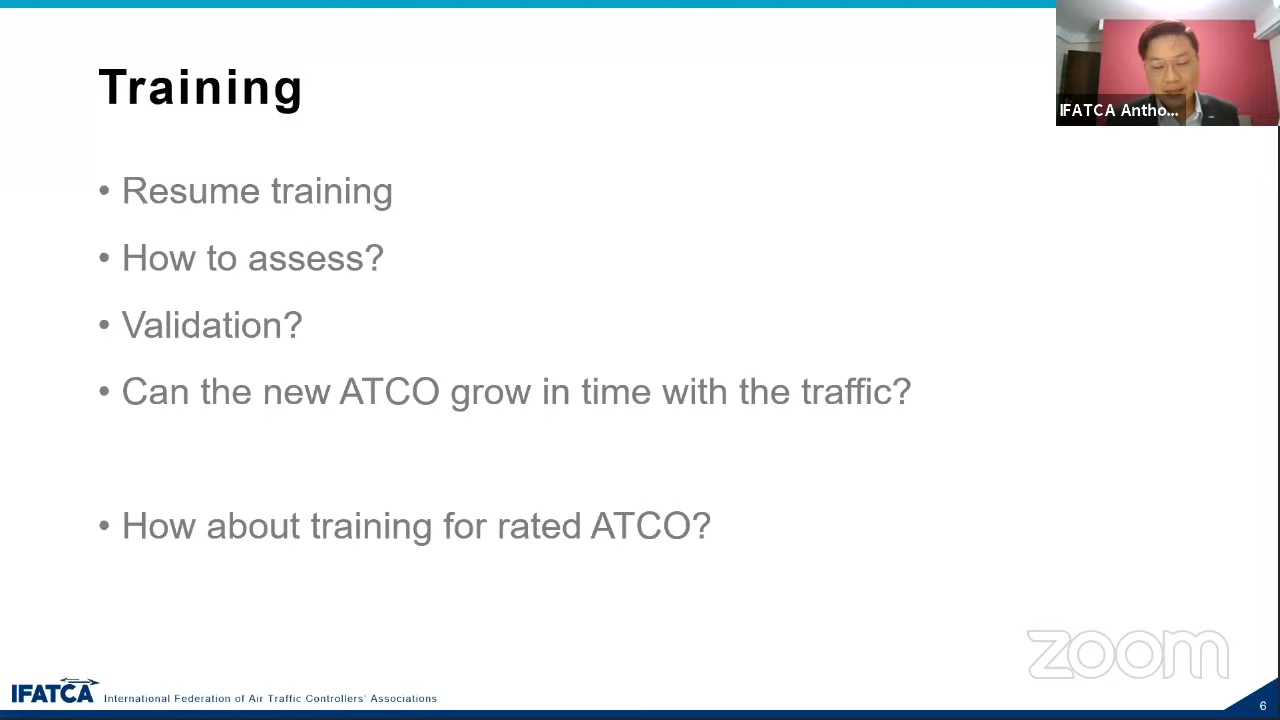 Training
IFATCA Antho...
• Resume training
• How to assess?
• Validation?
• Can the new ATCO grow in time with the traffic?
• How about training for rated ATCO?
zoom
IFATCA International Federation of Air Traffic Controllers' Associations
6